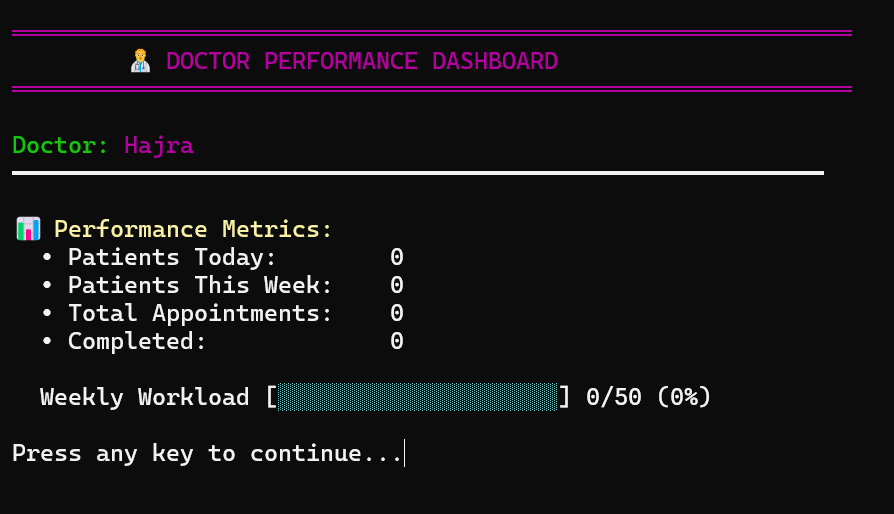 👨‍⚕️ DOCTOR PERFORMANCE DASHBOARD
Doctor: Hajra
📊 Performance Metrics:
• Patients Today: 0
• Patients This Week: 0
• Total Appointments: 0
• Completed: 0
Weekly Workload [░░░░░░░░░░░░░░░░░░░░] 0/50 (0%)
Press any key to continue...